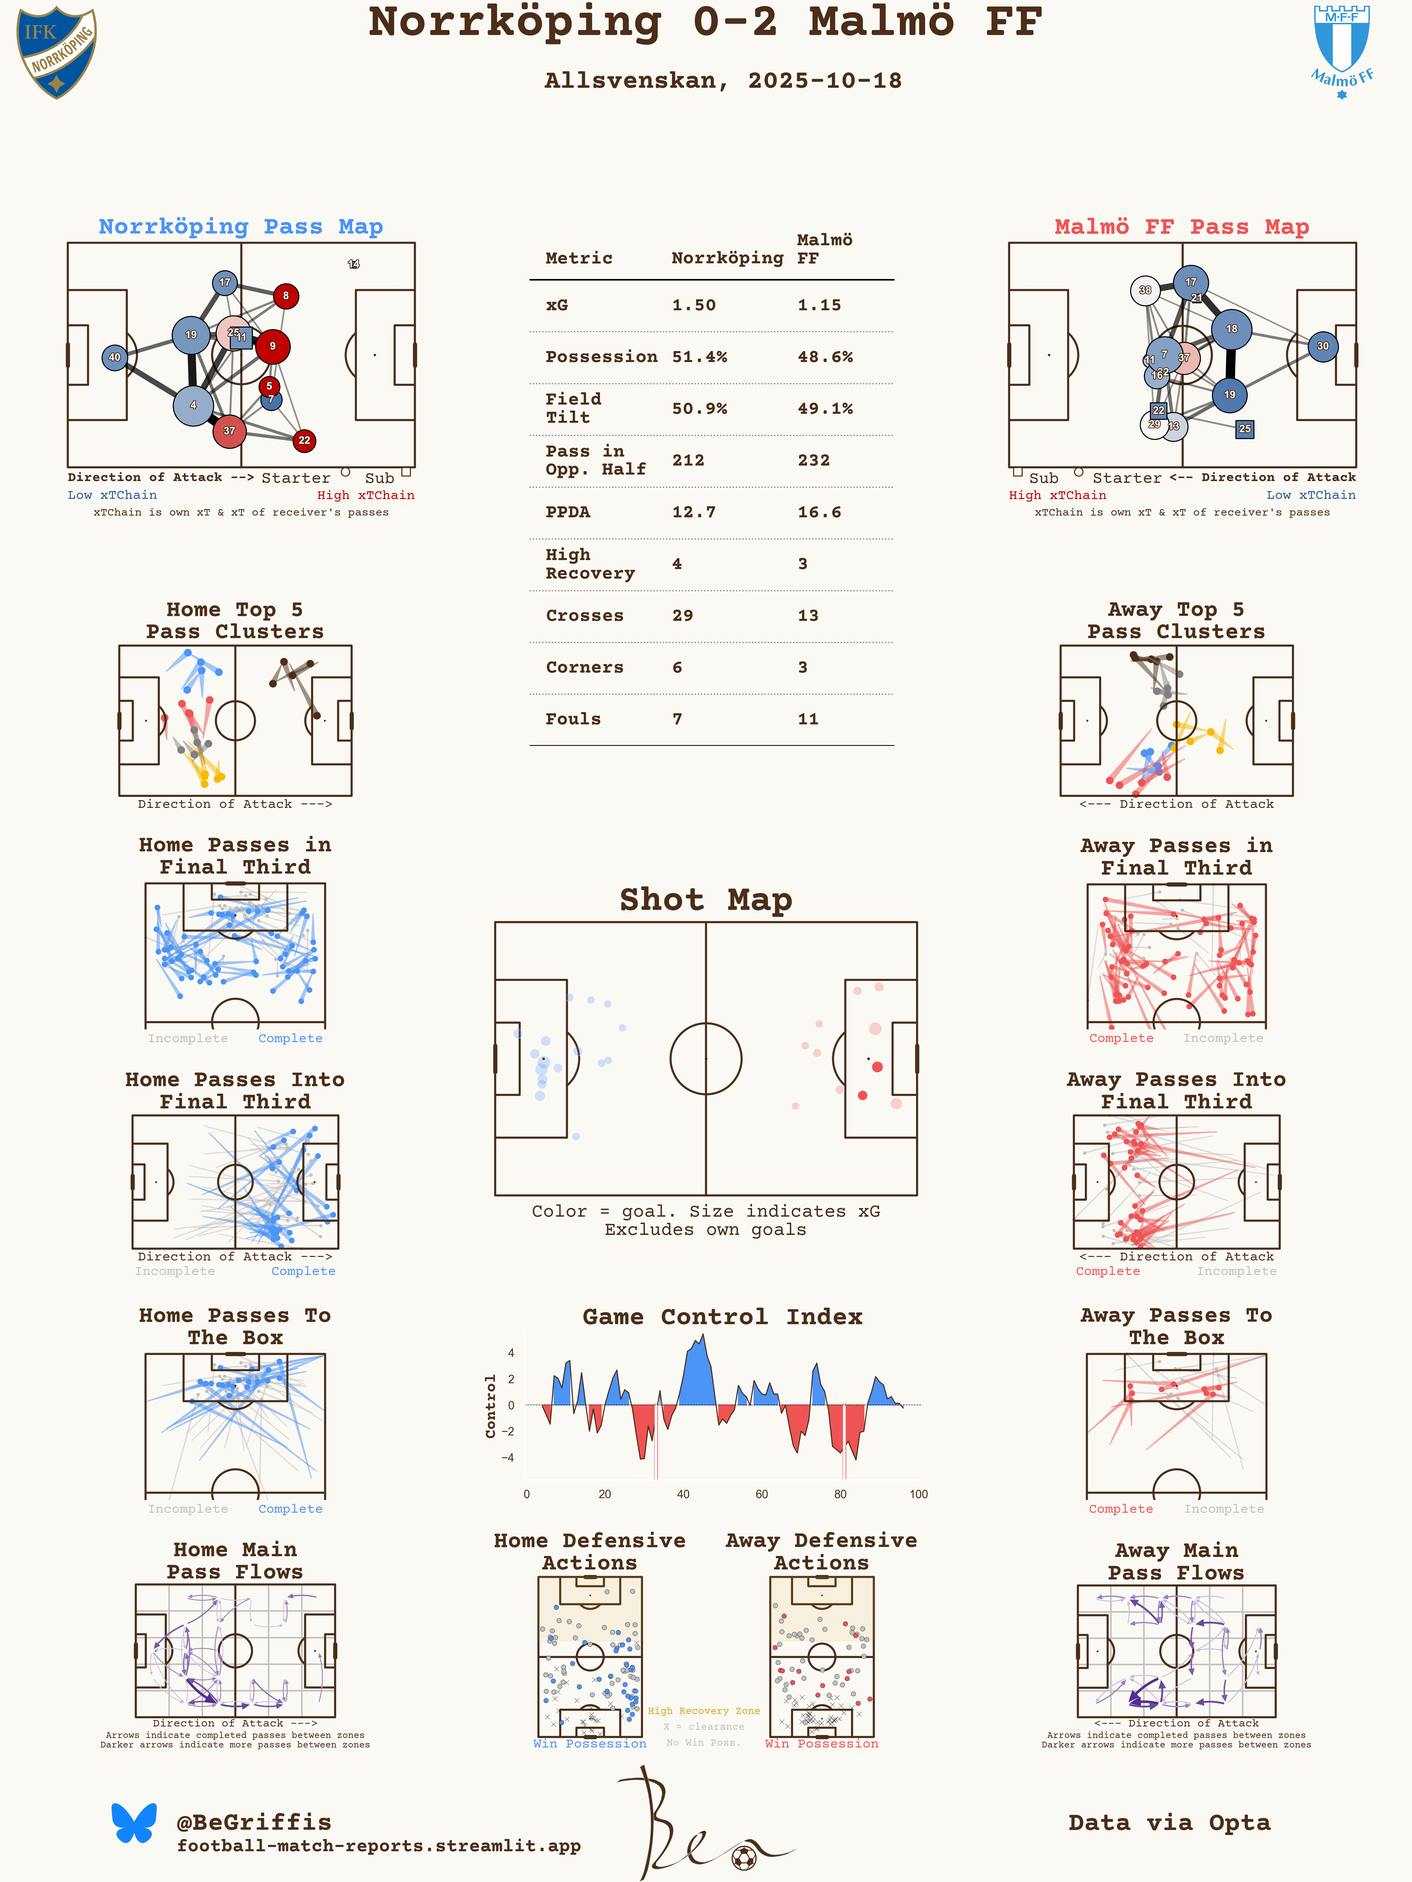 Norrköping 0-2 Malmö FF
Allsvenskan, 2025-10-18
IFK
NORRKÖPING
M·F·F
Malmö FF
Norrköping Pass Map
17
8
14
19
25
11
9
40
5
7
4
37
22
Direction of Attack --> Starter Sub
Low xTChain High xTChain
xTChain is own xT & xT of receiver's passes
Metric Norrköping Malmö FF
xG 1.50 1.15
Possession 51.4% 48.6%
Field Tilt 50.9% 49.1%
Pass in Opp. Half 212 232
PPDA 12.7 16.6
High Recovery 4 3
Crosses 29 13
Corners 6 3
Fouls 7 11
Malmö FF Pass Map
38
17
21
18
30
7
11
37
16
32
19
22
29
13
25
Sub Starter <-- Direction of Attack
High xTChain Low xTChain
xTChain is own xT & xT of receiver's passes
Home Top 5
Pass Clusters
Direction of Attack --->
Away Top 5
Pass Clusters
<--- Direction of Attack
Home Passes in
Final Third
Incomplete Complete
Away Passes in
Final Third
Complete Incomplete
Shot Map
Color = goal. Size indicates xG
Excludes own goals
Home Passes Into
Final Third
Direction of Attack --->
Incomplete Complete
Away Passes Into
Final Third
<--- Direction of Attack
Complete Incomplete
Home Passes To
The Box
Incomplete Complete
Game Control Index
Control
4
2
0
−2
−4
0 20 40 60 80 100
Away Passes To
The Box
Complete Incomplete
Home Main
Pass Flows
Direction of Attack --->
Arrows indicate completed passes between zones
Darker arrows indicate more passes between zones
Home Defensive
Actions
Win Possession
High Recovery Zone
X = clearance
No Win Poss.
Away Defensive
Actions
Win Possession
Away Main
Pass Flows
<--- Direction of Attack
Arrows indicate completed passes between zones
Darker arrows indicate more passes between zones
@BeGriffis
football-match-reports.streamlit.app
Ben
Data via Opta